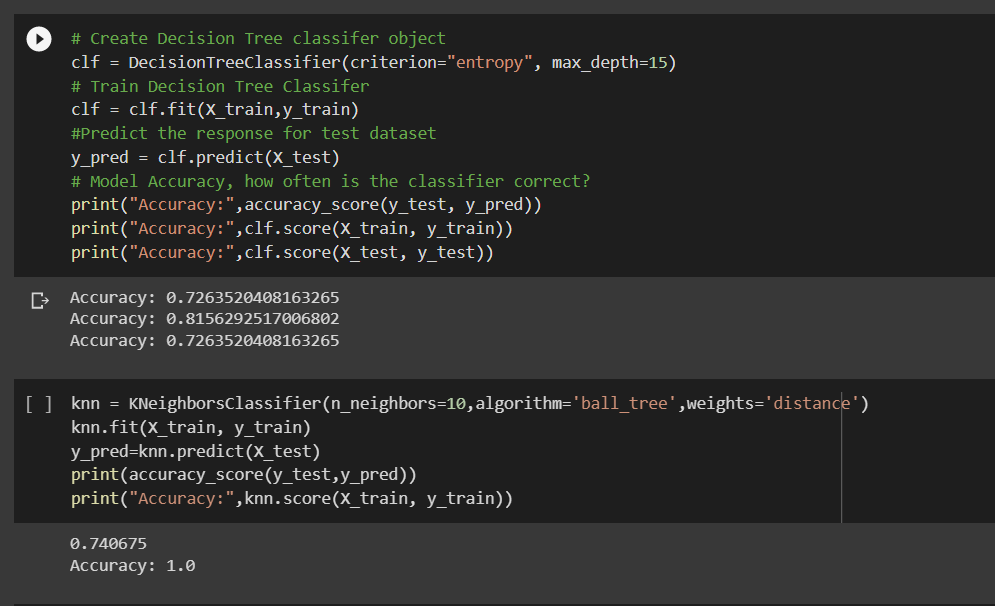 # Create Decision Tree classifer object
clf = DecisionTreeClassifier(criterion="entropy", max_depth=15)
# Train Decision Tree Classifer
clf = clf.fit(X_train,y_train)
#Predict the response for test dataset
y_pred = clf.predict(X_test)
# Model Accuracy, how often is the classifier correct?
print("Accuracy:",accuracy_score(y_test, y_pred))
print("Accuracy:",clf.score(X_train, y_train))
print("Accuracy:",clf.score(X_test, y_test))
Accuracy: 0.7263520408163265
Accuracy: 0.8156292517006802
Accuracy: 0.7263520408163265
[ ] knn = KNeighborsClassifier(n_neighbors=10,algorithm='ball_tree',weights='distance')
knn.fit(X_train, y_train)
y_pred=knn.predict(X_test)
print(accuracy_score(y_test,y_pred))
print("Accuracy:",knn.score(X_train, y_train))
0.740675
Accuracy: 1.0